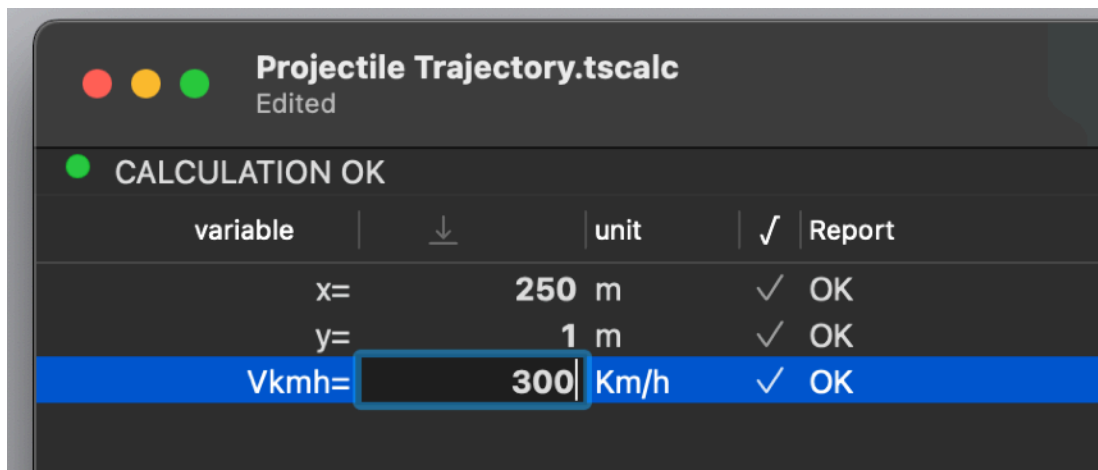 Projectile Trajectory.tscalc
Edited
CALCULATION OK
variable unit √ Report
x= 250 m ✓ OK
y= 1 m ✓ OK
Vkmh= 300 Km/h ✓ OK